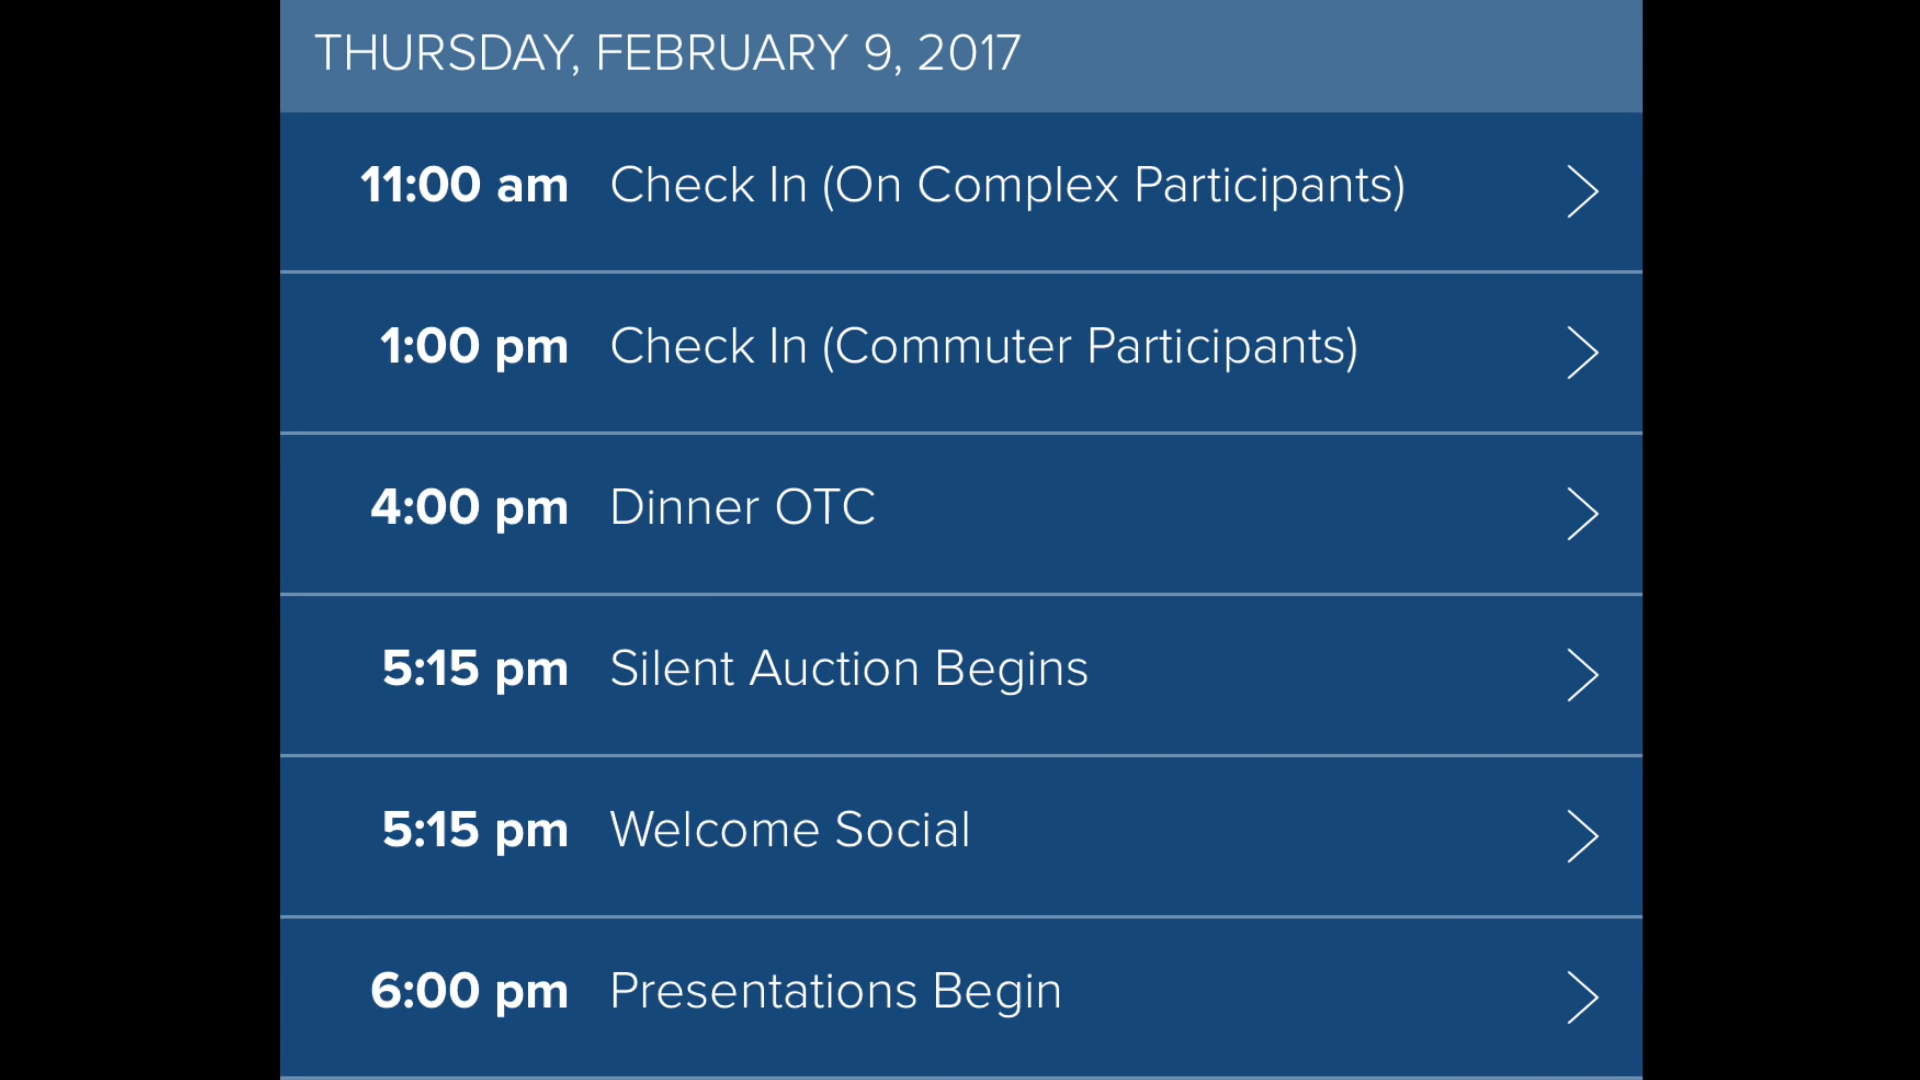 THURSDAY, FEBRUARY 9, 2017
11:00 am Check In (On Complex Participants)
1:00 pm Check In (Commuter Participants)
4:00 pm Dinner OTC
5:15 pm Silent Auction Begins
5:15 pm Welcome Social
6:00 pm Presentations Begin